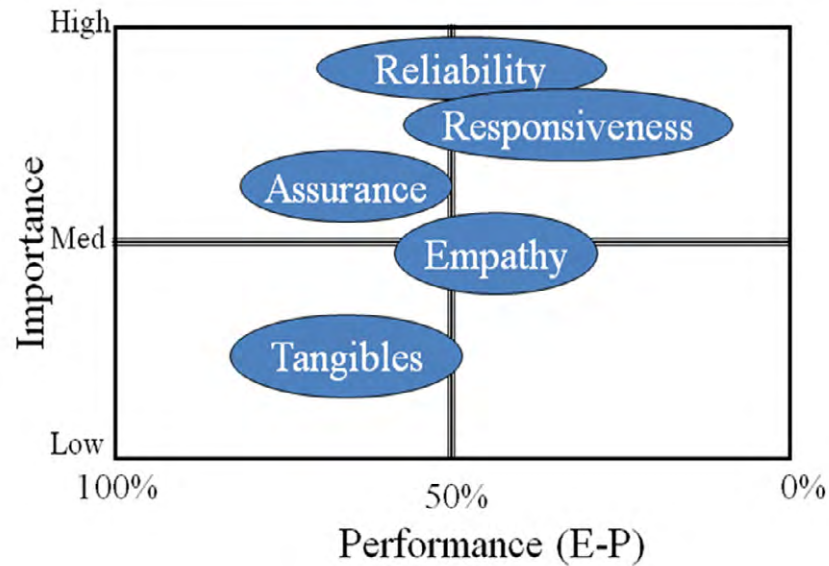 High
Reliability
Responsiveness
Assurance
Med
Empathy
Tangibles
Low
Importance
100%
50%
0%
Performance (E-P)